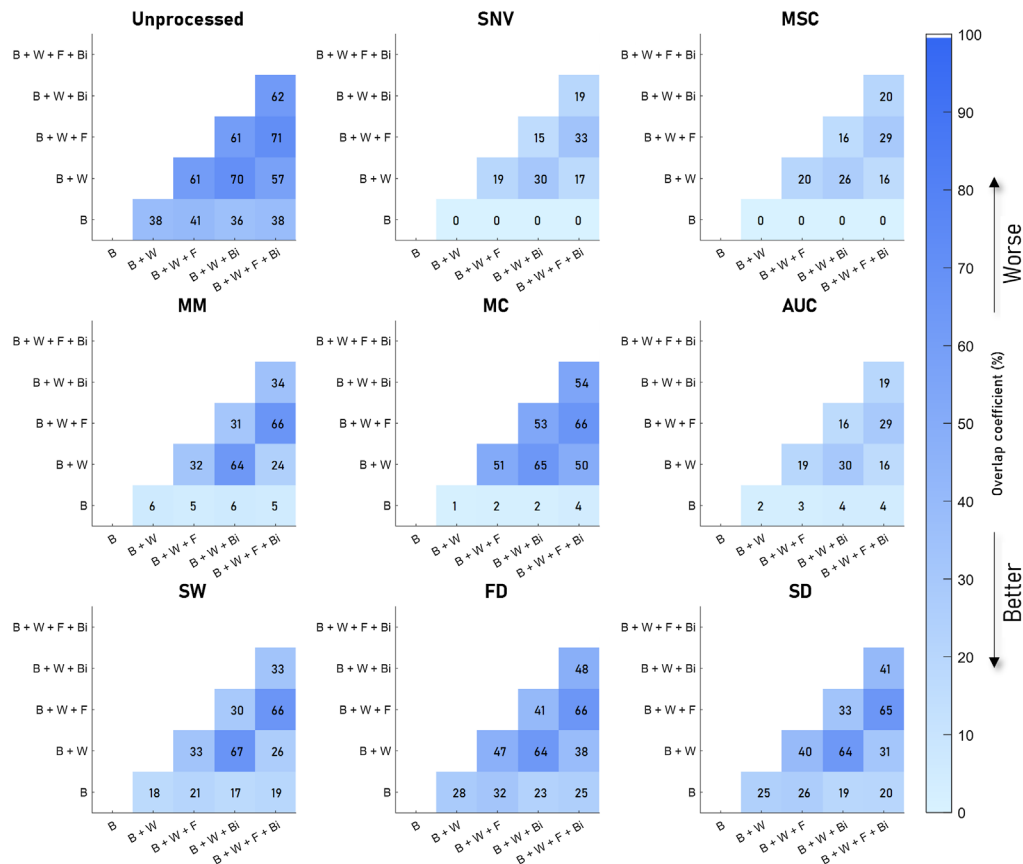 Unprocessed
B + W + F + Bi
B + W + Bi 62
B + W + F 61 71
B + W 61 70 57
B 38 41 36 38
B B + W B + W + F B + W + Bi B + W + F + Bi
SNV
B + W + F + Bi
B + W + Bi 19
B + W + F 15 33
B + W 19 30 17
B 0 0 0 0
B B + W B + W + F B + W + Bi B + W + F + Bi
MSC
B + W + F + Bi
B + W + Bi 20
B + W + F 16 29
B + W 20 26 16
B 0 0 0 0
B B + W B + W + F B + W + Bi B + W + F + Bi
MM
B + W + F + Bi
B + W + Bi 34
B + W + F 31 66
B + W 32 64 24
B 6 5 6 5
B B + W B + W + F B + W + Bi B + W + F + Bi
MC
B + W + F + Bi
B + W + Bi 54
B + W + F 53 66
B + W 51 65 50
B 1 2 2 4
B B + W B + W + F B + W + Bi B + W + F + Bi
AUC
B + W + F + Bi
B + W + Bi 19
B + W + F 16 29
B + W 19 30 16
B 2 3 4 4
B B + W B + W + F B + W + Bi B + W + F + Bi
SW
B + W + F + Bi
B + W + Bi 33
B + W + F 30 66
B + W 33 67 26
B 18 21 17 19
B B + W B + W + F B + W + Bi B + W + F + Bi
FD
B + W + F + Bi
B + W + Bi 48
B + W + F 41 66
B + W 47 64 38
B 28 32 23 25
B B + W B + W + F B + W + Bi B + W + F + Bi
SD
B + W + F + Bi
B + W + Bi 41
B + W + F 33 65
B + W 40 64 31
B 25 26 19 20
B B + W B + W + F B + W + Bi B + W + F + Bi
100
90
80
70
60
50
40
30
20
10
0
Worse
Overlap coefficient (%)
Better